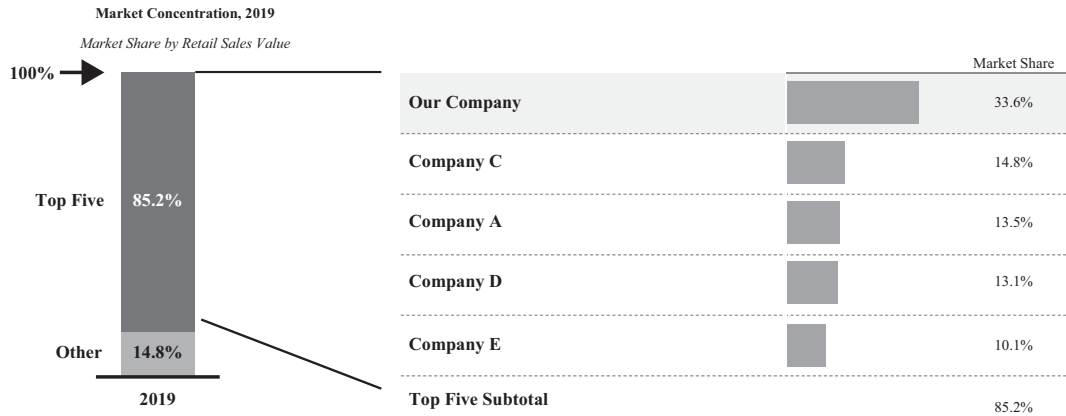 Market Concentration, 2019
Market Share by Retail Sales Value
100%
Top Five
85.2%
Other
14.8%
2019
Market Share
Our Company 33.6%
Company C 14.8%
Company A 13.5%
Company D 13.1%
Company E 10.1%
Top Five Subtotal 85.2%